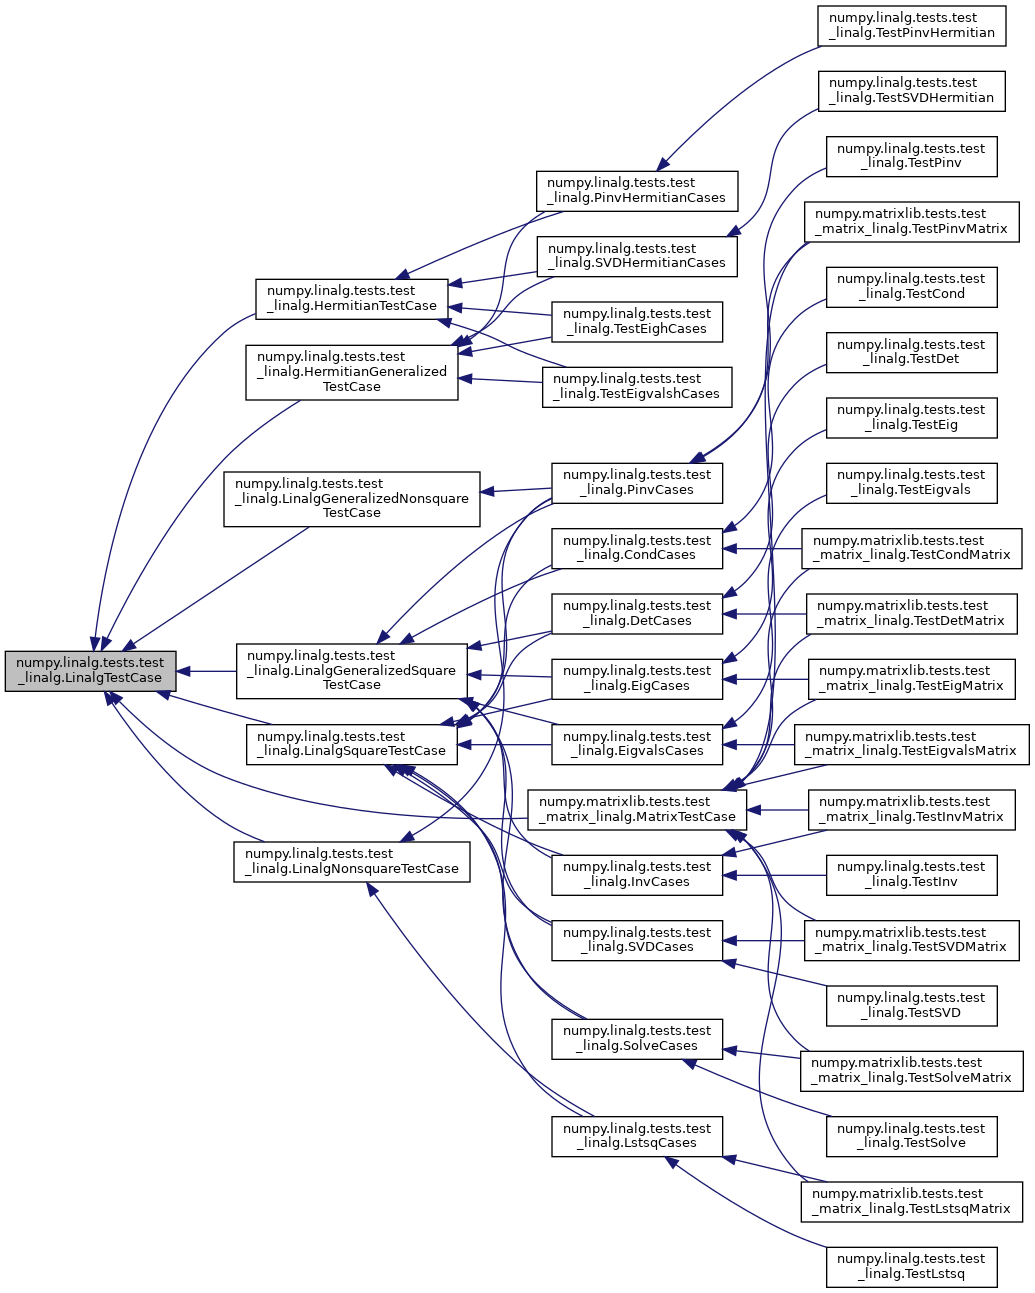 numpy.linalg.tests.test
_linalg.LinalgTestCase
numpy.linalg.tests.test
_linalg.HermitianTestCase
numpy.linalg.tests.test
_linalg.HermitianGeneralized
TestCase
numpy.linalg.tests.test
_linalg.LinalgGeneralizedNonsquare
TestCase
numpy.linalg.tests.test
_linalg.LinalgGeneralizedSquare
TestCase
numpy.linalg.tests.test
_linalg.LinalgSquareTestCase
numpy.linalg.tests.test
_linalg.LinalgNonsquareTestCase
numpy.linalg.tests.test
_linalg.PinvHermitianCases
numpy.linalg.tests.test
_linalg.SVDHermitianCases
numpy.linalg.tests.test
_linalg.TestEighCases
numpy.linalg.tests.test
_linalg.TestEigvalshCases
numpy.linalg.tests.test
_linalg.PinvCases
numpy.linalg.tests.test
_linalg.CondCases
numpy.linalg.tests.test
_linalg.DetCases
numpy.linalg.tests.test
_linalg.EigCases
numpy.linalg.tests.test
_linalg.EigvalsCases
numpy.matrixlib.tests.test
_matrix_linalg.MatrixTestCase
numpy.linalg.tests.test
_linalg.InvCases
numpy.linalg.tests.test
_linalg.SVDCases
numpy.linalg.tests.test
_linalg.SolveCases
numpy.linalg.tests.test
_linalg.LstsqCases
numpy.linalg.tests.test
_linalg.TestPinvHermitian
numpy.linalg.tests.test
_linalg.TestSVDHermitian
numpy.linalg.tests.test
_linalg.TestPinv
numpy.matrixlib.tests.test
_matrix_linalg.TestPinvMatrix
numpy.linalg.tests.test
_linalg.TestCond
numpy.linalg.tests.test
_linalg.TestDet
numpy.linalg.tests.test
_linalg.TestEig
numpy.linalg.tests.test
_linalg.TestEigvals
numpy.matrixlib.tests.test
_matrix_linalg.TestCondMatrix
numpy.matrixlib.tests.test
_matrix_linalg.TestDetMatrix
numpy.matrixlib.tests.test
_matrix_linalg.TestEigMatrix
numpy.matrixlib.tests.test
_matrix_linalg.TestEigvalsMatrix
numpy.matrixlib.tests.test
_matrix_linalg.TestInvMatrix
numpy.linalg.tests.test
_linalg.TestInv
numpy.matrixlib.tests.test
_matrix_linalg.TestSVDMatrix
numpy.linalg.tests.test
_linalg.TestSVD
numpy.matrixlib.tests.test
_matrix_linalg.TestSolveMatrix
numpy.linalg.tests.test
_linalg.TestSolve
numpy.matrixlib.tests.test
_matrix_linalg.TestLstsqMatrix
numpy.linalg.tests.test
_linalg.TestLstsq